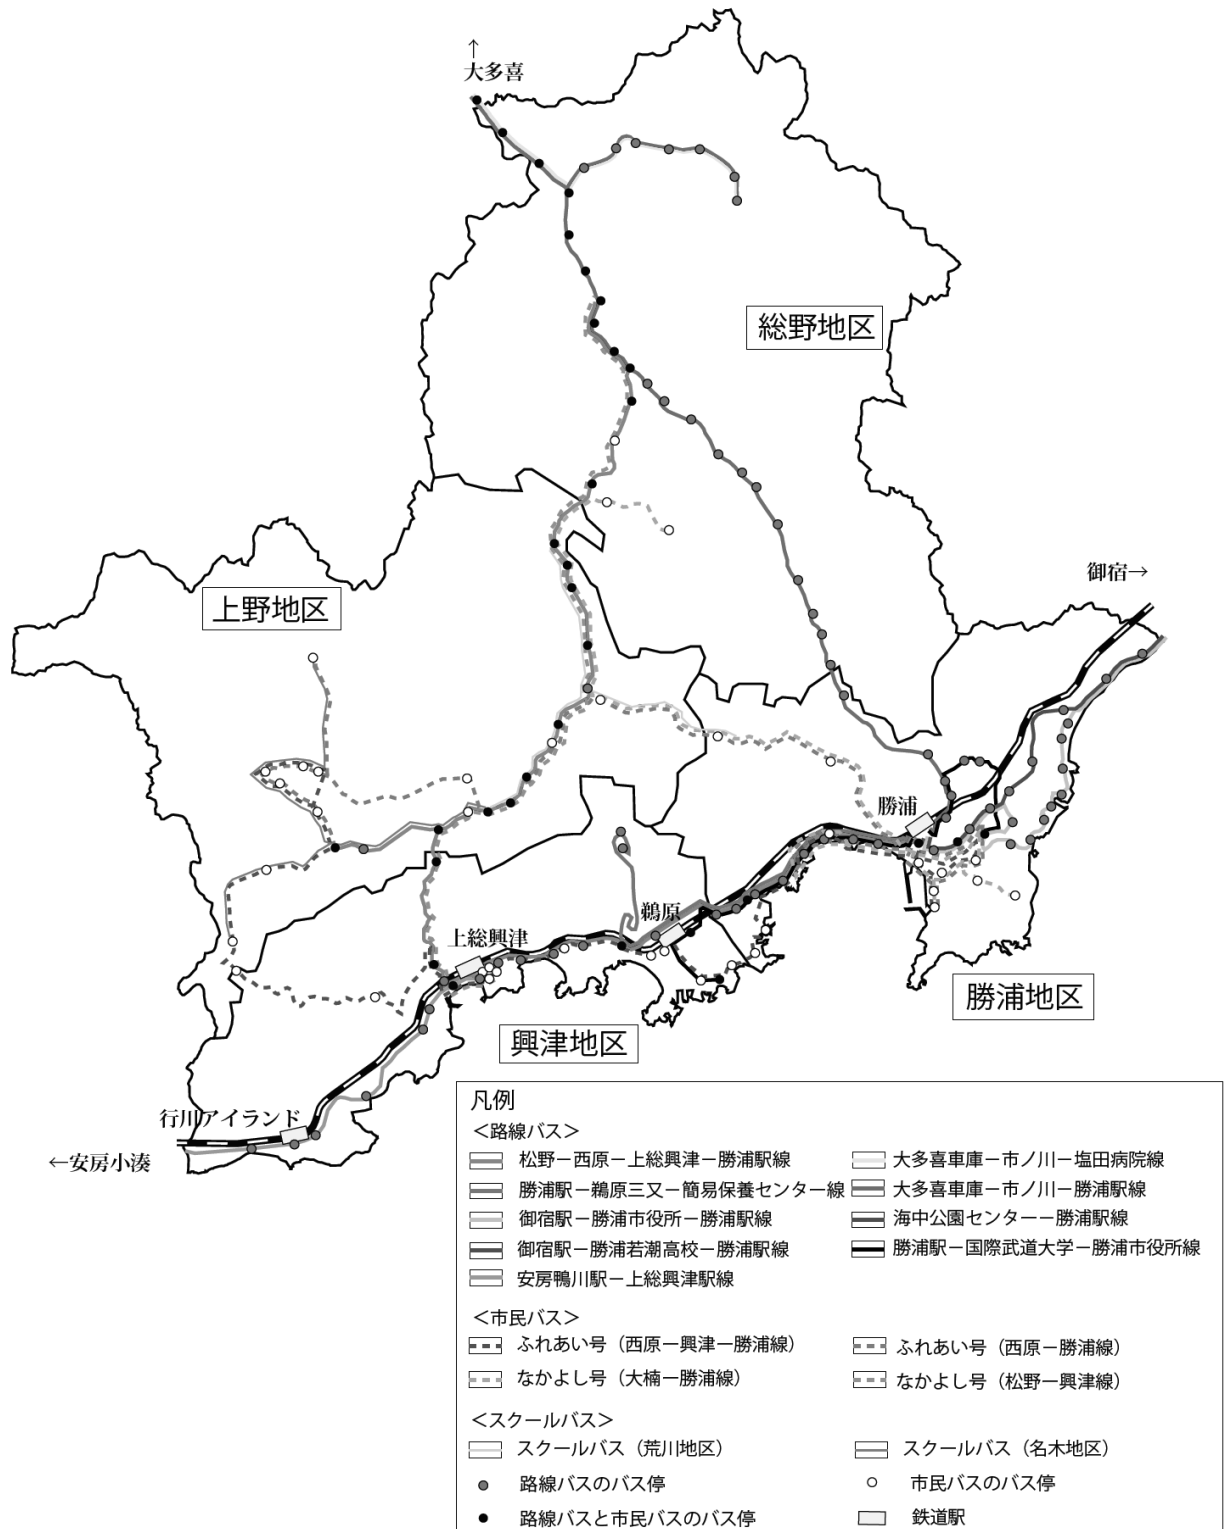 ↑
大多喜
総野地区
御宿→
上野地区
勝浦
鵜原
上総興津
勝浦地区
興津地区
行川アイランド
←安房小湊
凡例
＜路線バス＞
松野－西原－上総興津－勝浦駅線
大多喜車庫－市ノ川－塩田病院線
勝浦駅－鵜原三又－簡易保養センター線
大多喜車庫－市ノ川－勝浦駅線
御宿駅－勝浦市役所－勝浦駅線
海中公園センター－勝浦駅線
御宿駅－勝浦若潮高校－勝浦駅線
勝浦駅－国際武道大学－勝浦市役所線
安房鴨川駅－上総興津駅線
＜市民バス＞
ふれあい号（西原－興津－勝浦線）
ふれあい号（西原－勝浦線）
なかよし号（大楠－勝浦線）
なかよし号（松野－興津線）
＜スクールバス＞
スクールバス（荒川地区）
スクールバス（名木地区）
路線バスのバス停
市民バスのバス停
路線バスと市民バスのバス停
鉄道駅